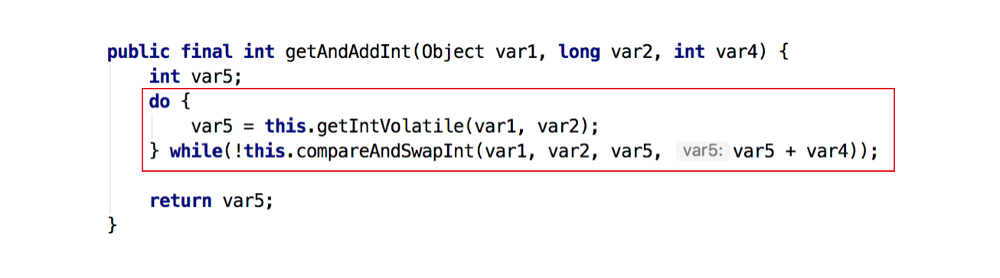 public final int getAndAddInt(Object var1, long var2, int var4) {
int var5;
do {
var5 = this.getIntVolatile(var1, var2);
} while(!this.compareAndSwapInt(var1, var2, var5, var5: var5 + var4));
return var5;
}